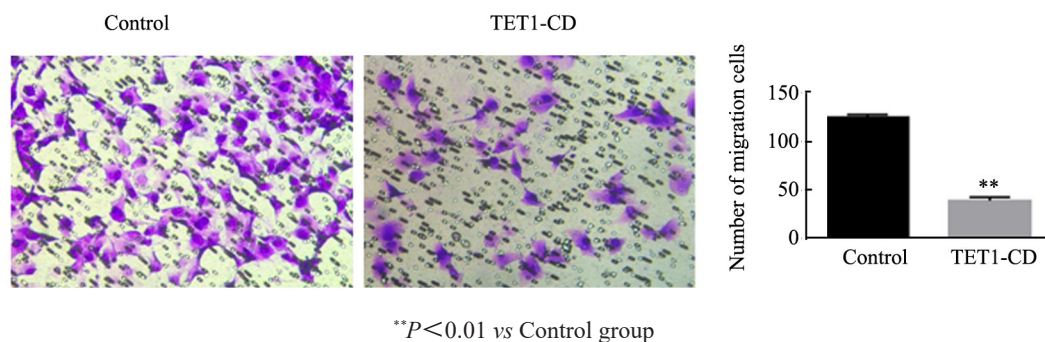 Control
TET1-CD
Number of migration cells
150
100
50
0
**
Control
TET1-CD
**P<0.01 vs Control group